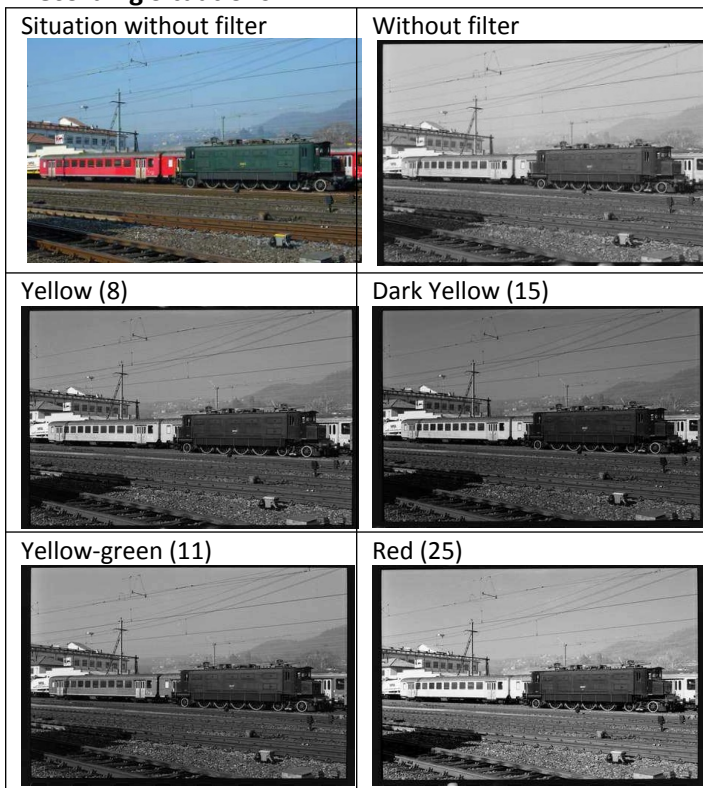 Situation without filter
Without filter
Yellow (8)
Dark Yellow (15)
Yellow-green (11)
Red (25)